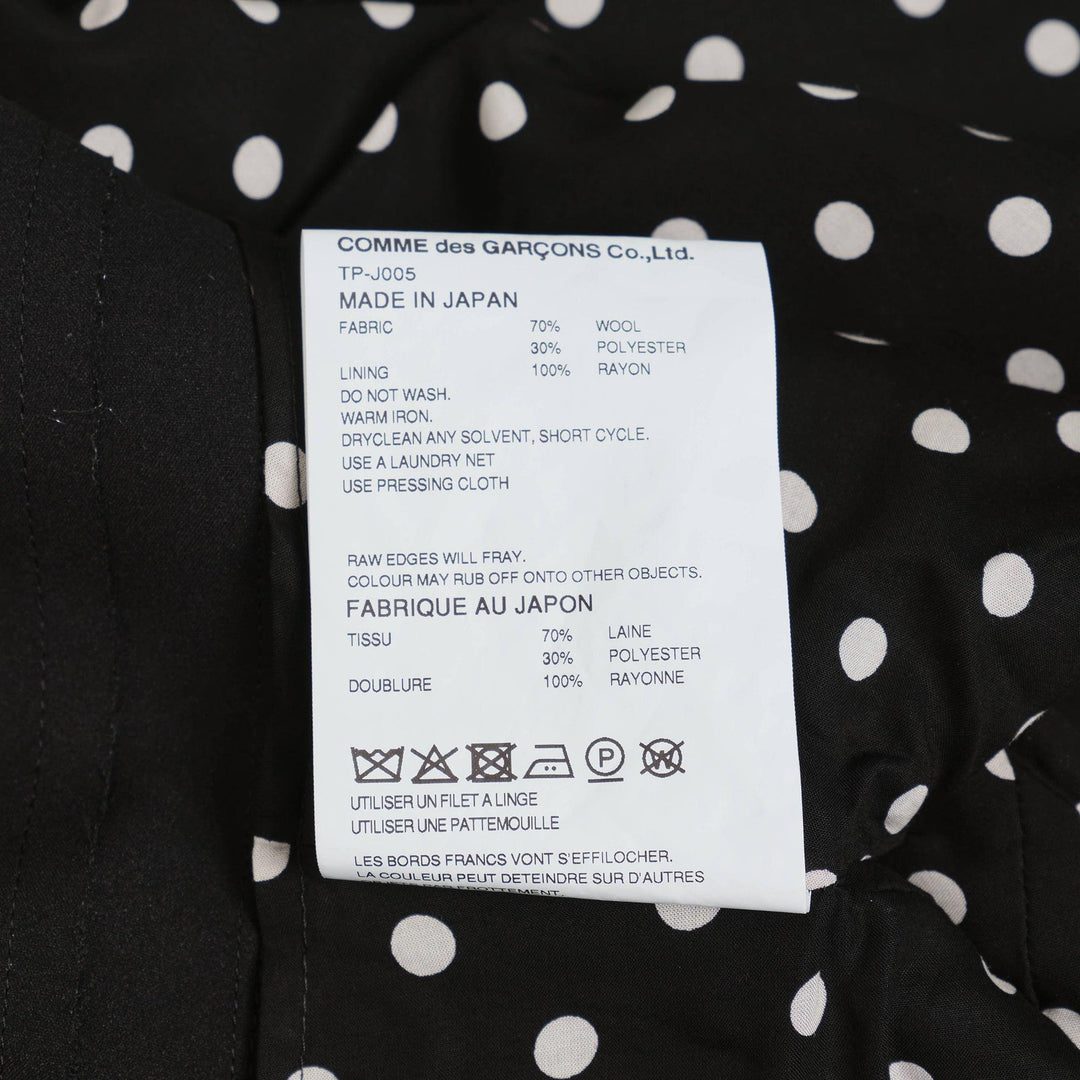 COMME des GARÇONS Co.,Ltd.
TP-J005
MADE IN JAPAN
FABRIC 70% WOOL
30% POLYESTER
LINING 100% RAYON
DO NOT WASH.
WARM IRON.
DRYCLEAN ANY SOLVENT, SHORT CYCLE.
USE A LAUNDRY NET
USE PRESSING CLOTH
RAW EDGES WILL FRAY.
COLOUR MAY RUB OFF ONTO OTHER OBJECTS.
FABRIQUE AU JAPON
TISSU 70% LAINE
30% POLYESTER
DOUBLURE 100% RAYONNE
P W
UTILISER UN FILET A LINGE
UTILISER UNE PATTEMOUILLE
LES BORDS FRANCS VONT S'EFFILOCHER.
LA COULEUR PEUT DETEINDRE SUR D'AUTRES
PAR FROTTEMENT.